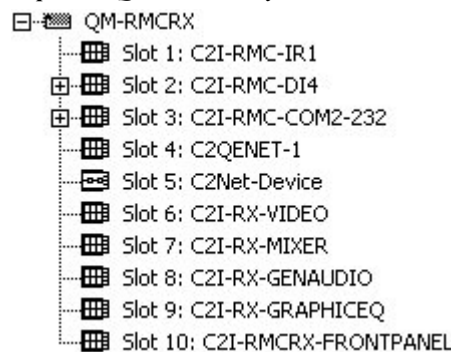 QM-RMCRX
Slot 1: C2I-RMC-IR1
Slot 2: C2I-RMC-DI4
Slot 3: C2I-RMC-COM2-232
Slot 4: C2QENET-1
Slot 5: C2Net-Device
Slot 6: C2I-RX-VIDEO
Slot 7: C2I-RX-MIXER
Slot 8: C2I-RX-GENAUDIO
Slot 9: C2I-RX-GRAPHICEQ
Slot 10: C2I-RMCRX-FRONTPANEL